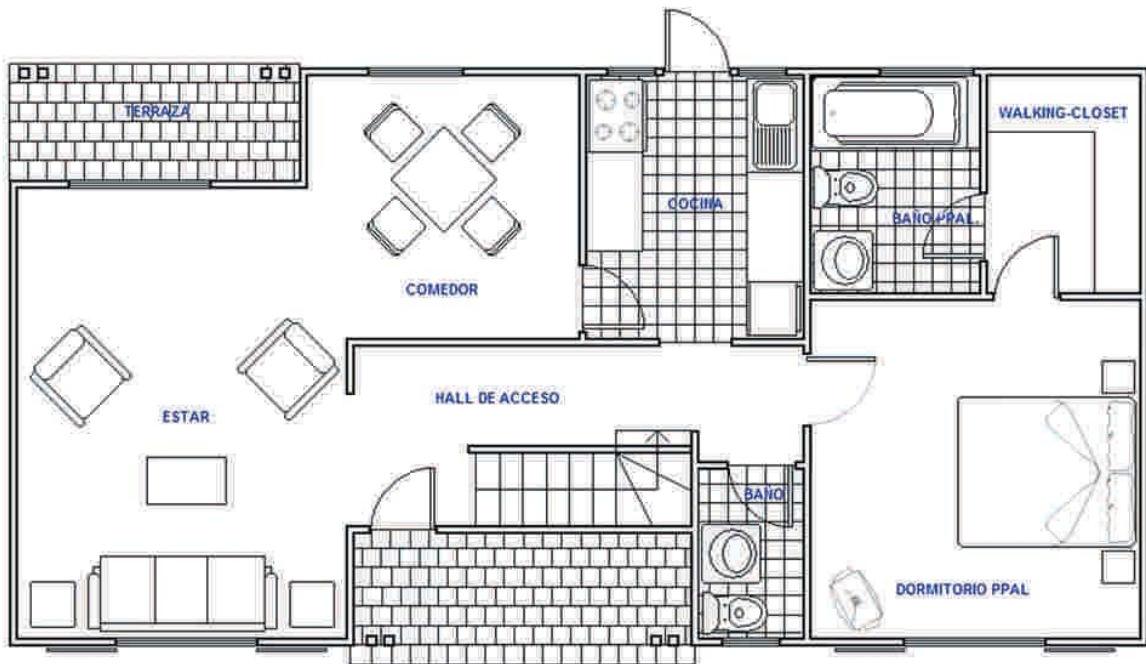 TERRAZA
WALKING-CLOSET
COCINA
BAÑO PPAL.
COMEDOR
HALL DE ACCESO
ESTAR
BAÑO
DORMITORIO PPAL